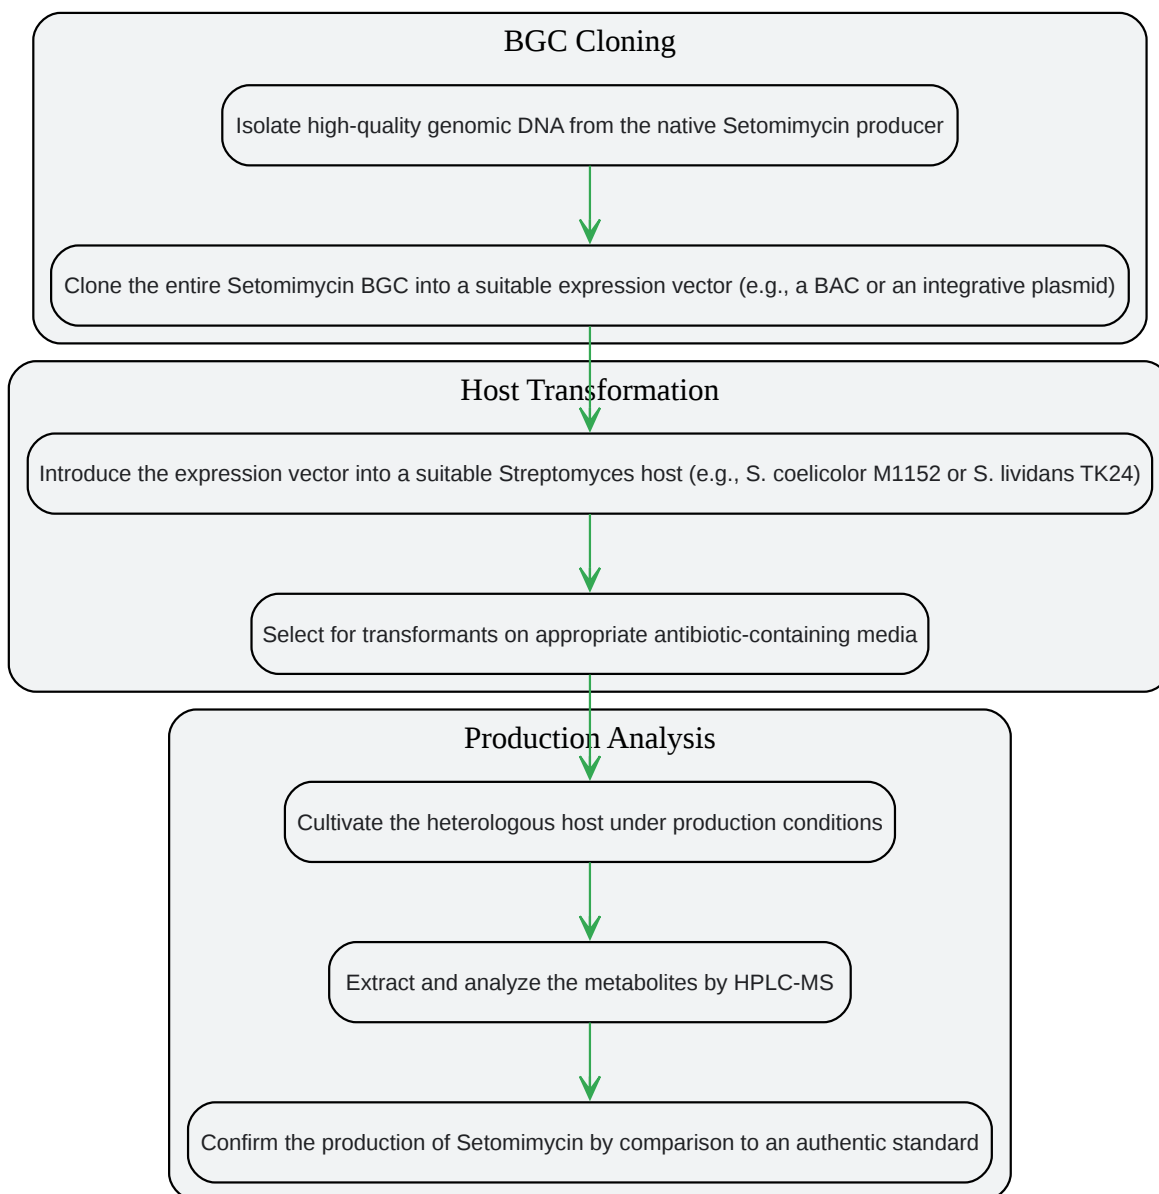 BGC Cloning
Isolate high-quality genomic DNA from the native Setomimycin producer
Clone the entire Setomimycin BGC into a suitable expression vector (e.g., a BAC or an integrative plasmid)
Host Transformation
Introduce the expression vector into a suitable Streptomyces host (e.g., S. coelicolor M1152 or S. lividans TK24)
Select for transformants on appropriate antibiotic-containing media
Production Analysis
Cultivate the heterologous host under production conditions
Extract and analyze the metabolites by HPLC-MS
Confirm the production of Setomimycin by comparison to an authentic standard